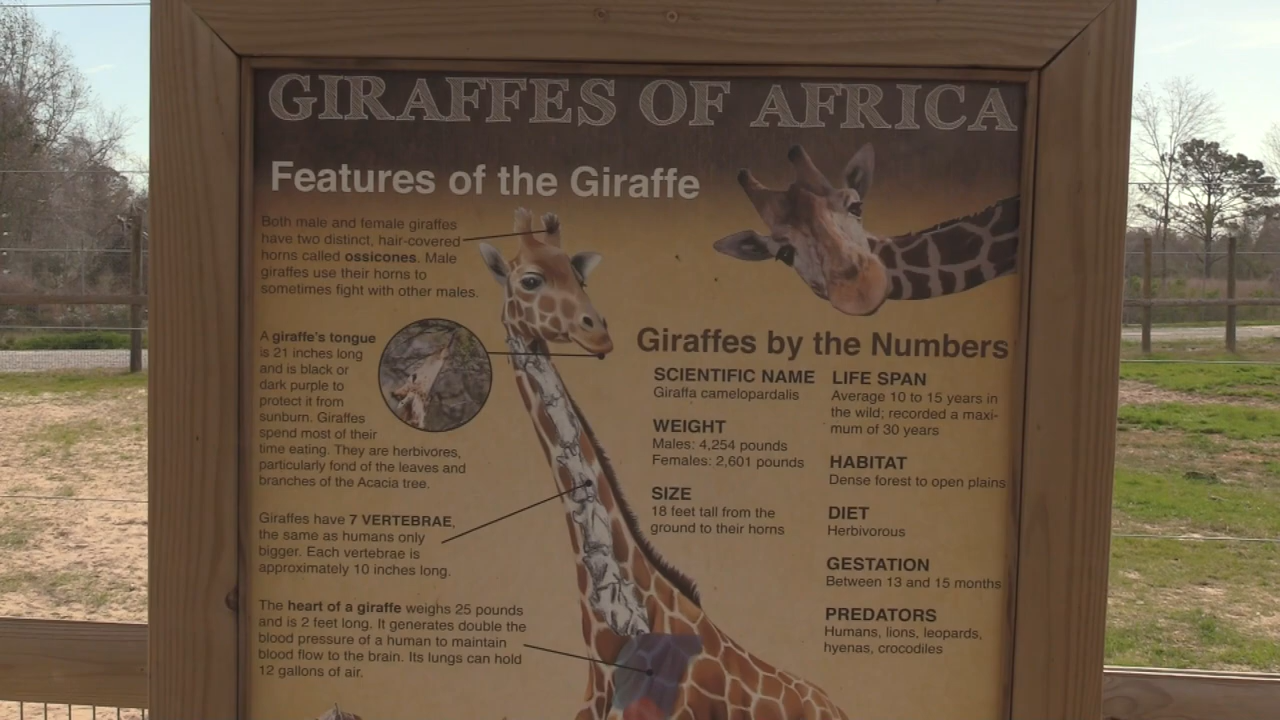 GIRAFFES OF AFRICA
Features of the Giraffe
Both male and female giraffes
have two distinct, hair-covered
horns called ossicones. Male
giraffes use their horns to
sometimes fight with other males.
A giraffe's tongue
is 21 inches long
and is black or
dark purple to
protect it from
sunburn. Giraffes
spend most of their
time eating. They are herbivores,
particularly fond of the leaves and
branches of the Acacia tree.
Giraffes have 7 VERTEBRAE,
the same as humans only
bigger. Each vertebrae is
approximately 10 inches long.
The heart of a giraffe weighs 25 pounds
and is 2 feet long. It generates double the
blood pressure of a human to maintain
blood flow to the brain. Its lungs can hold
12 gallons of air.
Giraffes by the Numbers
SCIENTIFIC NAME
Giraffa camelopardalis
WEIGHT
Males: 4,254 pounds
Females: 2,601 pounds
SIZE
18 feet tall from the
ground to their horns
LIFE SPAN
Average 10 to 15 years in
the wild; recorded a maxi-
mum of 30 years
HABITAT
Dense forest to open plains
DIET
Herbivorous
GESTATION
Between 13 and 15 months
PREDATORS
Humans, lions, leopards,
hyenas, crocodiles